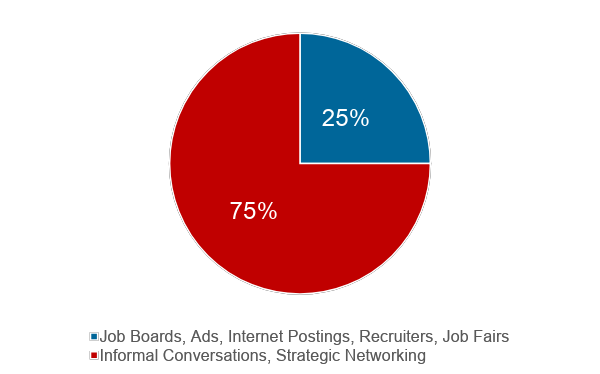 25%
75%
Job Boards, Ads, Internet Postings, Recruiters, Job Fairs
Informal Conversations, Strategic Networking